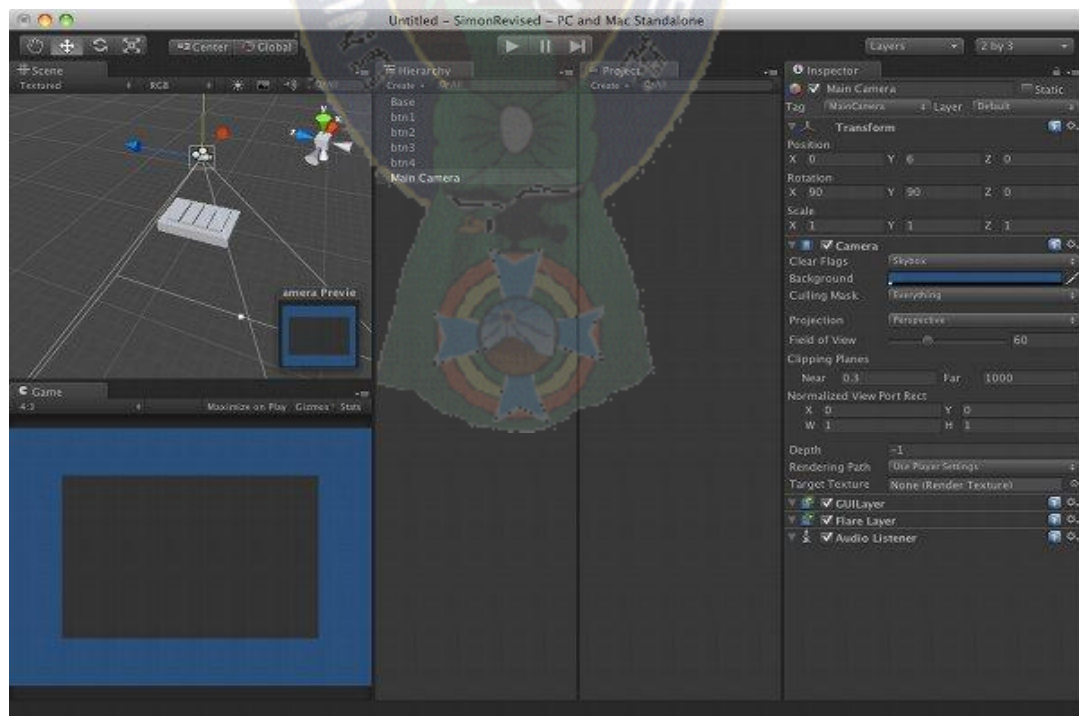 Untitled – SimonRevised – PC and Mac Standalone
Center Global
Layers 2 by 3
Scene
Textured RGB
Hierarchy
Create
Base
btn1
btn2
btn3
btn4
Main Camera
Project
Create
Inspector
Main Camera Static
Tag MainCamera Layer Default
Transform
Position
X 0 Y 6 Z 0
Rotation
X 90 Y 90 Z 0
Scale
X 1 Y 1 Z 1
Camera
Clear Flags Skybox
Background
Culling Mask Everything
Projection Perspective
Field of View 60
Clipping Planes
Near 0.3 Far 1000
Normalized View Port Rect
X 0 Y 0
W 1 H 1
Depth -1
Rendering Path Use Player Settings
Target Texture None (Render Texture)
GUILayer
Flare Layer
Audio Listener
y
x
z
amera Previe
Game
4:3 Maximize on Play Gizmos Stats